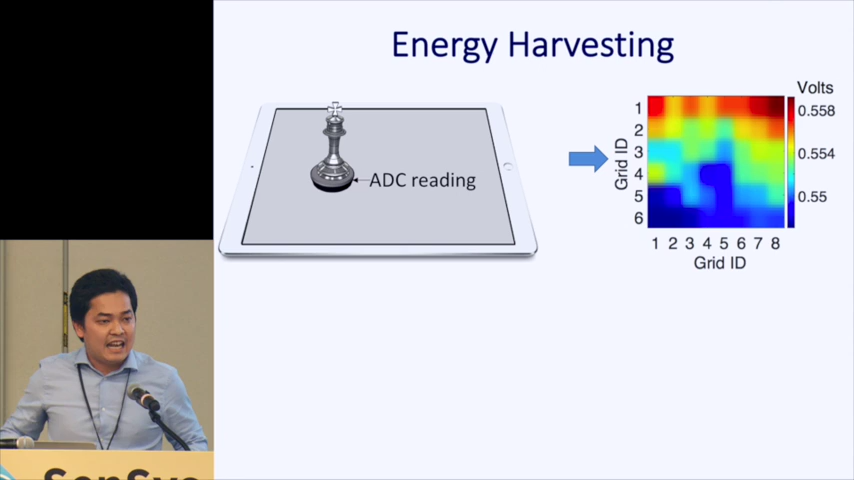 Energy Harvesting
ADC reading
Volts
0.558
0.554
0.55
Grid ID
1
2
3
4
5
6
1 2 3 4 5 6 7 8
Grid ID
SenSys